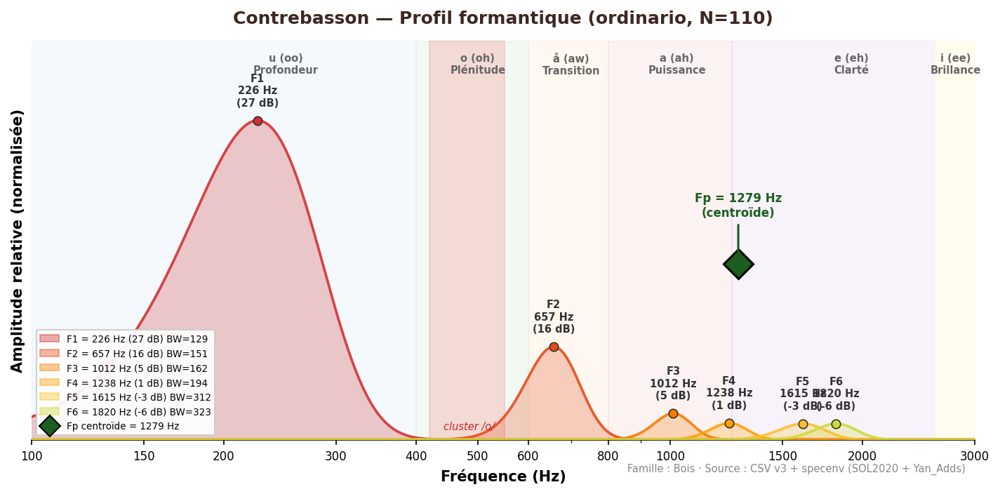 Contrebasson — Profil formantique (ordinario, N=110)
u (oo)
Profondeur
o (oh)
Plénitude
å (aw)
Transition
a (ah)
Puissance
e (eh)
Clarté
i (ee)
Brillance
F1
226 Hz
(27 dB)
Fp = 1279 Hz
(centroïde)
F2
657 Hz
(16 dB)
F3
1012 Hz
(5 dB)
F4
1238 Hz
(1 dB)
F5
1615 Hz
(-3 dB)
F6
1820 Hz
(-6 dB)
cluster /o/
F1 = 226 Hz (27 dB) BW=129
F2 = 657 Hz (16 dB) BW=151
F3 = 1012 Hz (5 dB) BW=162
F4 = 1238 Hz (1 dB) BW=194
F5 = 1615 Hz (-3 dB) BW=312
F6 = 1820 Hz (-6 dB) BW=323
Fp centroïde = 1279 Hz
Amplitude relative (normalisée)
100 150 200 300 400 500 600 800 1000 1500 2000 3000
Fréquence (Hz)
Famille : Bois · Source : CSV v3 + specenv (SOL2020 + Yan_Adds)